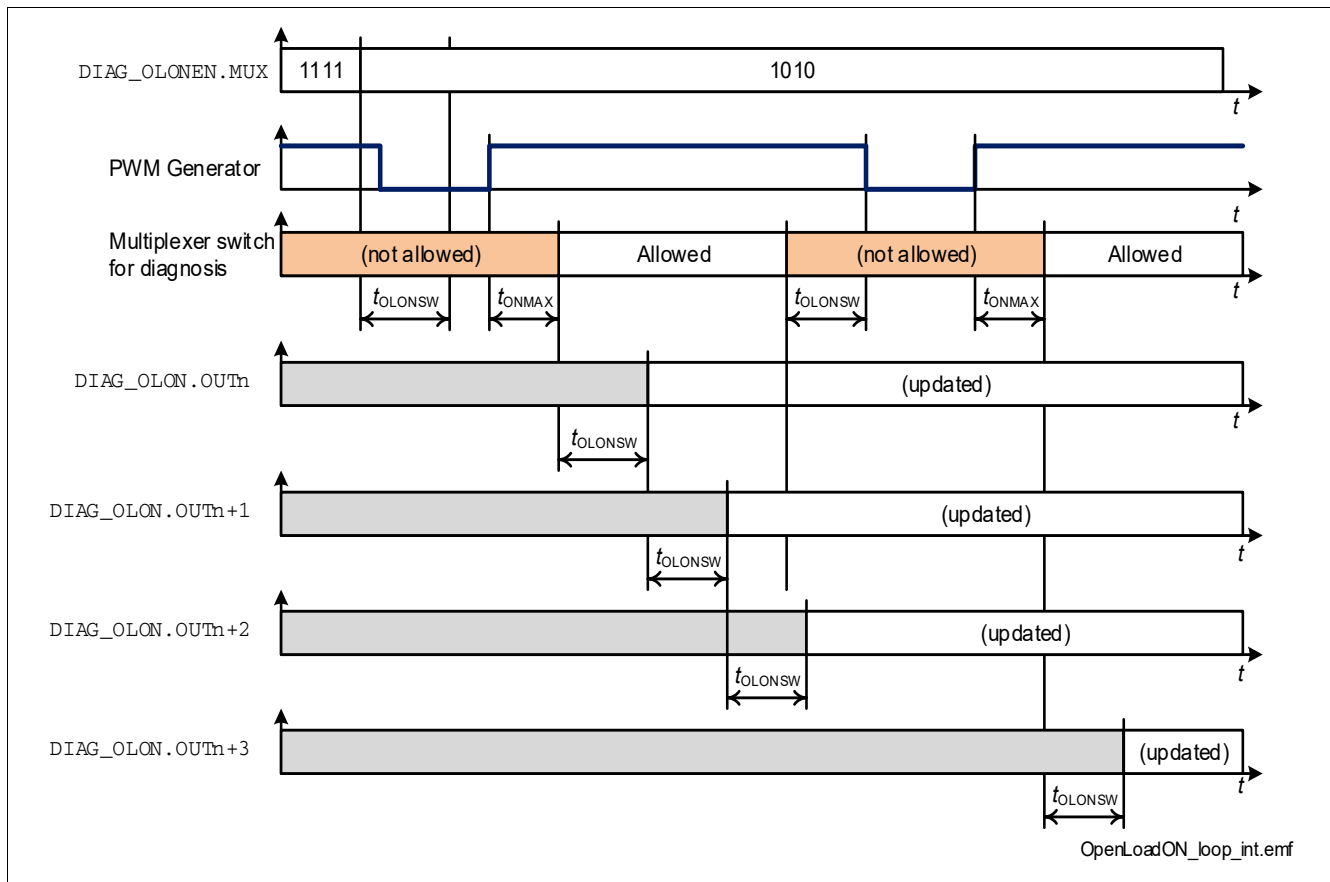 DIAG_OLONEN.MUX
1111
1010
t
PWM Generator
t
Multiplexer switch
for diagnosis
(not allowed)
Allowed
(not allowed)
Allowed
t
tOLONSW
tONMAX
tOLONSW
tONMAX
DIAG_OLON.OUTn
(updated)
t
tOLONSW
DIAG_OLON.OUTn+1
(updated)
t
tOLONSW
DIAG_OLON.OUTn+2
(updated)
t
tOLONSW
DIAG_OLON.OUTn+3
(updated)
t
tOLONSW
OpenLoadON_loop_int.emf